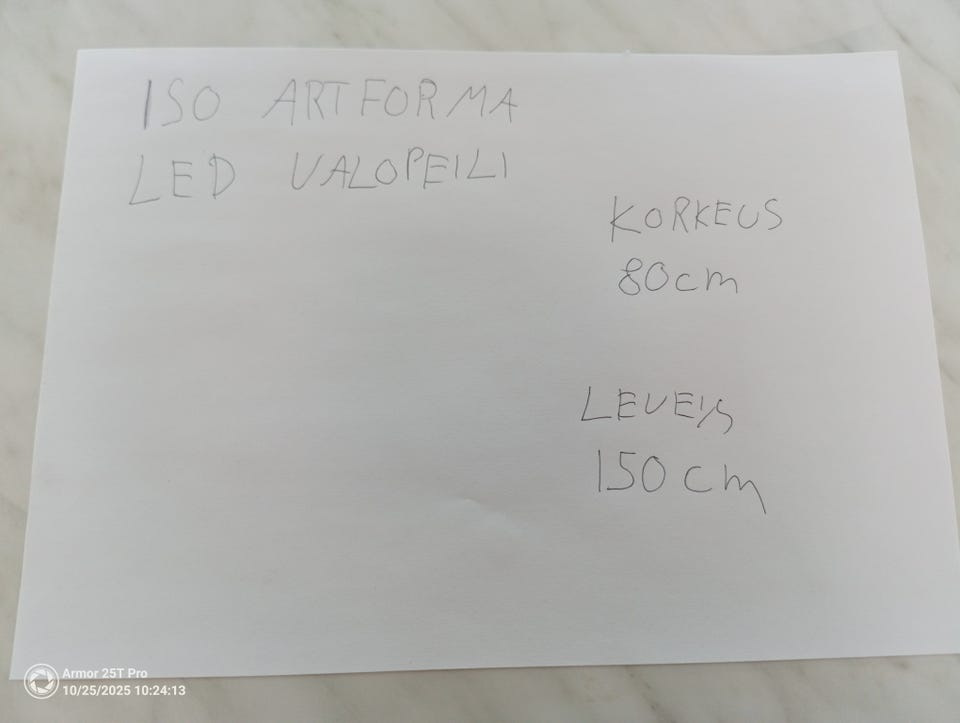 ISO ARTFORMA
LED VALOPEILI
KORKEUS
80cm
LEVEYS
150 cm
Armor 25T Pro
10/25/2025 10:24:13